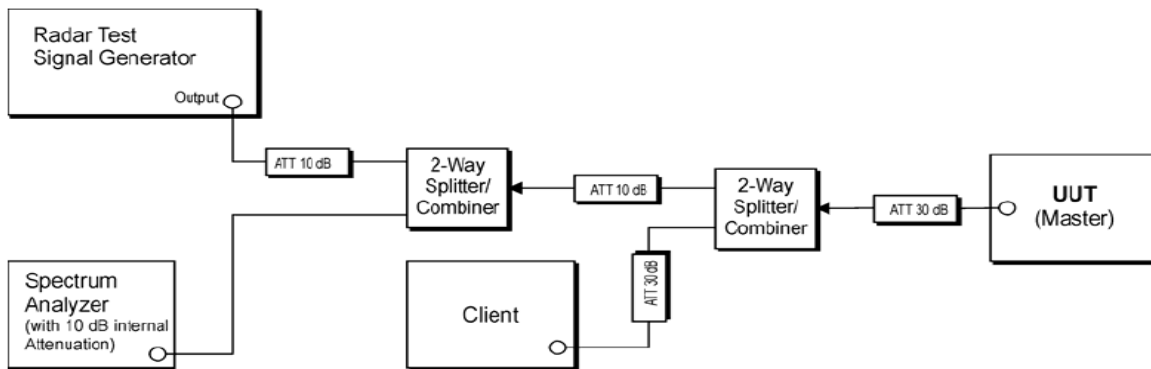 Radar Test
Signal Generator
Output
ATT 10 dB
2-Way
Splitter/
Combiner
ATT 10 dB
2-Way
Splitter/
Combiner
ATT 30 dB
UUT
(Master)
Spectrum
Analyzer
(with 10 dB internal
Attenuation)
Client
ATT 30 dB